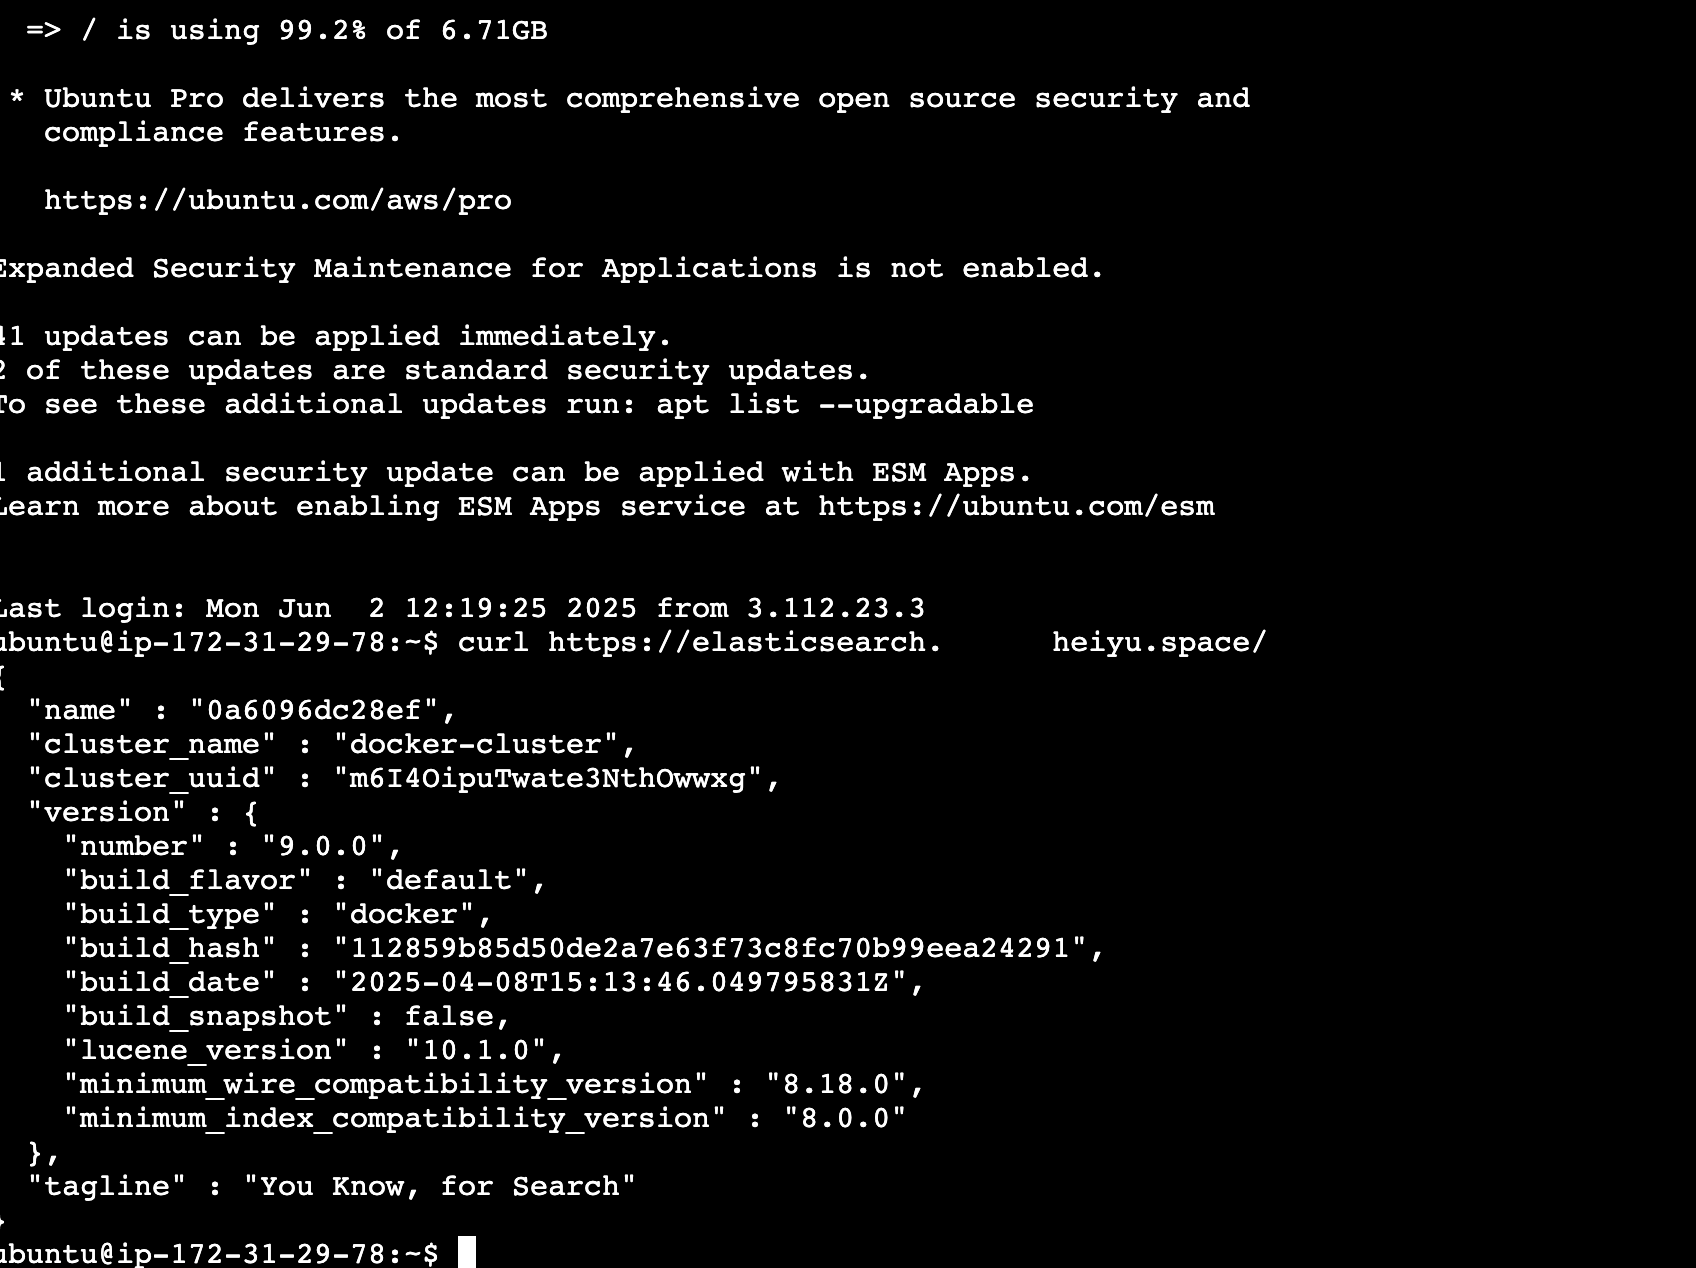 => / is using 99.2% of 6.71GB
* Ubuntu Pro delivers the most comprehensive open source security and
compliance features.
https://ubuntu.com/aws/pro
Expanded Security Maintenance for Applications is not enabled.
41 updates can be applied immediately.
2 of these updates are standard security updates.
To see these additional updates run: apt list --upgradable
1 additional security update can be applied with ESM Apps.
Learn more about enabling ESM Apps service at https://ubuntu.com/esm
Last login: Mon Jun  2 12:19:25 2025 from 3.112.23.3
ubuntu@ip-172-31-29-78:~$ curl https://elasticsearch.      heiyu.space/
{
"name" : "0a6096dc28ef",
"cluster_name" : "docker-cluster",
"cluster_uuid" : "m6I4OipuTwate3NthOwwxg",
"version" : {
"number" : "9.0.0",
"build_flavor" : "default",
"build_type" : "docker",
"build_hash" : "112859b85d50de2a7e63f73c8fc70b99eea24291",
"build_date" : "2025-04-08T15:13:46.049795831Z",
"build_snapshot" : false,
"lucene_version" : "10.1.0",
"minimum_wire_compatibility_version" : "8.18.0",
"minimum_index_compatibility_version" : "8.0.0"
},
"tagline" : "You Know, for Search"
}
ubuntu@ip-172-31-29-78:~$